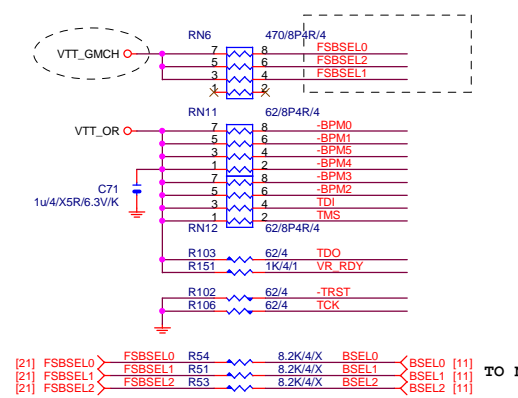 RN6 470/8P4R/4
VTT_GMCH 7 8 FSBSEL0
5 6 FSBSEL2
3 4 FSBSEL1
1 2
RN11 62/8P4R/4
VTT_OR 7 8 -BPM0
5 6 -BPM1
3 4 -BPM5
1 2 -BPM4
7 8 -BPM3
C71 5 6 -BPM2
1u/4/X5R/6.3V/K 3 4 TDI
1 2 TMS
RN12 62/8P4R/4
R103 62/4 TDO
R151 1K/4/1 VR_RDY
R102 62/4 -TRST
R106 62/4 TCK
[21] FSBSEL0 FSBSEL0 R54 8.2K/4/X BSEL0 BSEL0 [11]
[21] FSBSEL1 FSBSEL1 R51 8.2K/4/X BSEL1 BSEL1 [11] TO
[21] FSBSEL2 FSBSEL2 R53 8.2K/4/X BSEL2 BSEL2 [11]